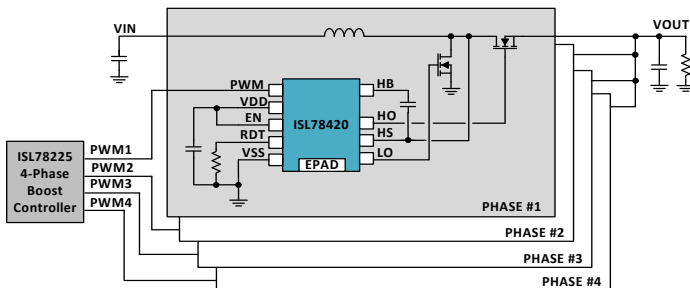 VIN
VOUT
PWM
VDD
EN
RDT
VSS
ISL78420
EPAD
HB
HO
HS
LO
ISL78225
4-Phase
Boost
Controller
PWM1
PWM2
PWM3
PWM4
PHASE #1
PHASE #2
PHASE #3
PHASE #4